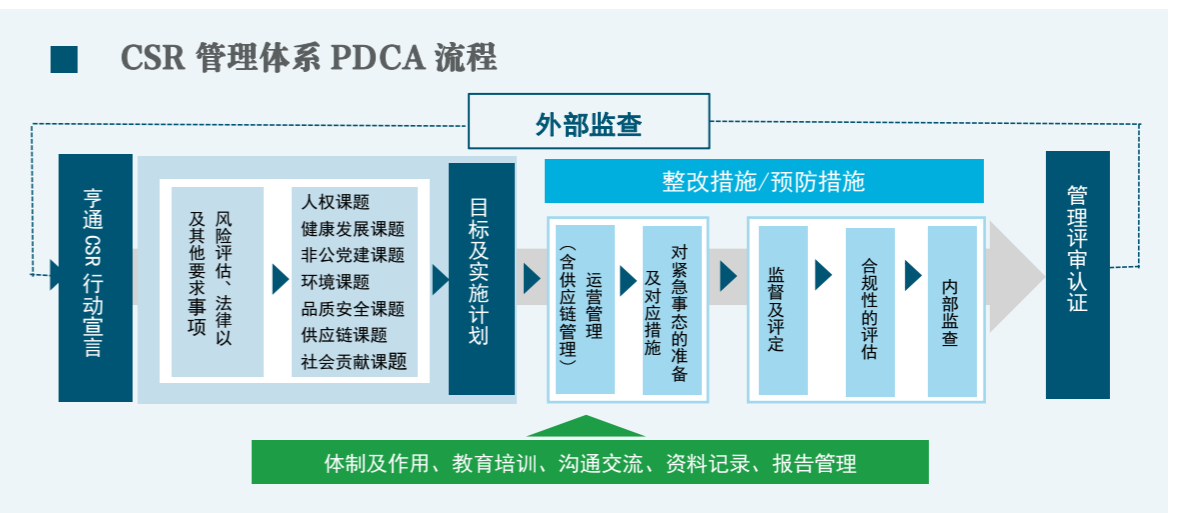 CSR 管理体系 PDCA 流程
外部监查
亨通CSR行动宣言
风险评估、法律以
及其他要求事项
人权课题
健康发展课题
非公党建课题
环境课题
品质安全课题
供应链课题
社会贡献课题
目标及实施计划
整改措施/预防措施
运营管理
（含供应链管理）
对紧急事态的准备
及对应措施
监督及评定
合规性的评估
内部监查
管理评审认证
体制及作用、教育培训、沟通交流、资料记录、报告管理